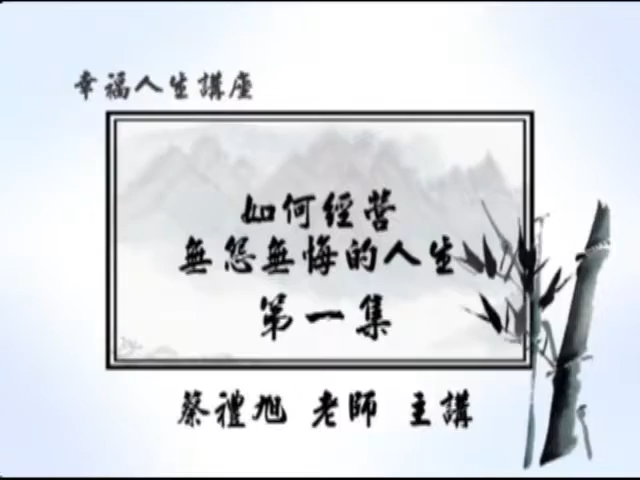 幸福人生講座
如何經營
無怨無悔的人生
第一集
蔡禮旭 老師 主講